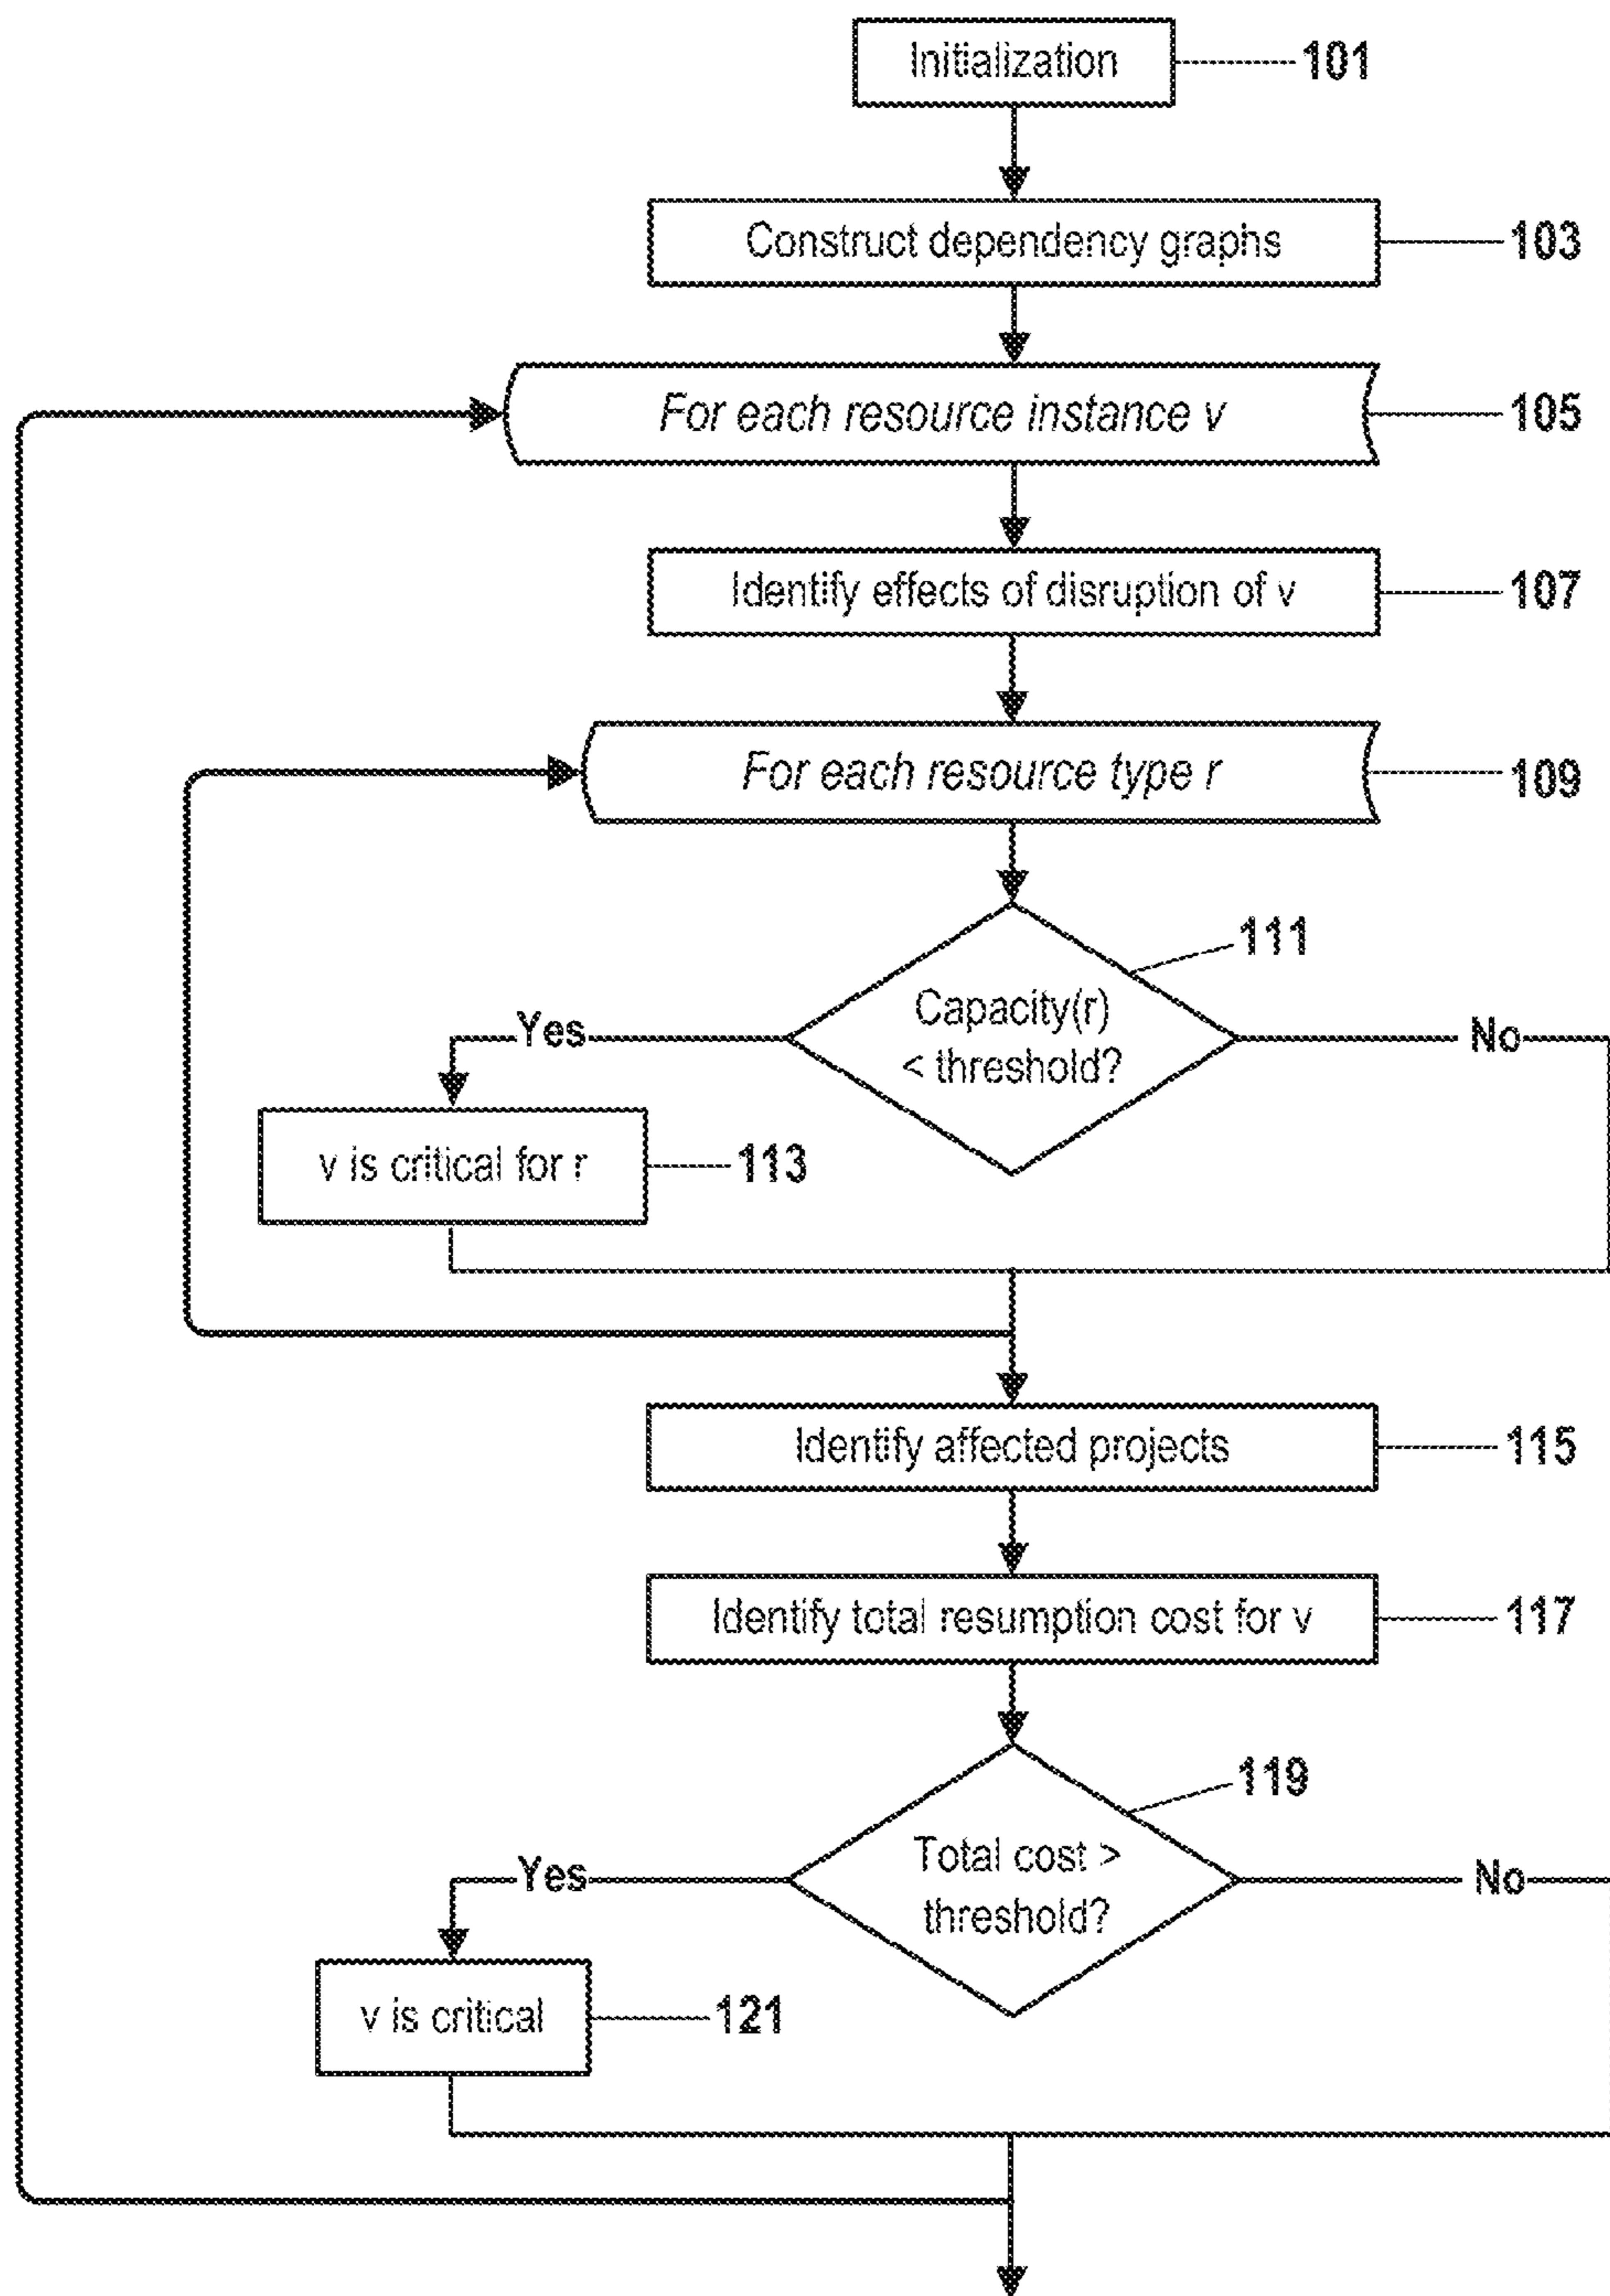 Initialization
101
Construct dependency graphs
103
For each resource instance v
105
Identify effects of disruption of v
107
For each resource type r
109
111
Capacity(r)
< threshold?
Yes
No
v is critical for r
113
Identify affected projects
115
Identify total resumption cost for v
117
119
Total cost >
threshold?
Yes
No
v is critical
121